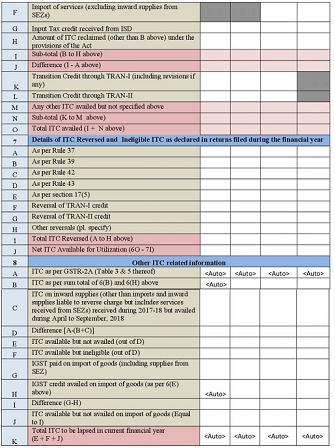 F Import of services (excluding inward supplies from
SEZs)
G Input Tax credit received from ISD
H Amount of ITC reclaimed (other than B above) under the
provisions of the Act
I Sub-total (B to H above)
J Difference (I - A above)
K Transition Credit through TRAN-I (including revisions if
any)
L Transition Credit through TRAN-II
M Any other ITC availed but not specified above
N Sub-total (K to M above)
O Total ITC availed (I + N above)
7 Details of ITC Reversed and Ineligible ITC as declared in returns filed during the financial year
A As per Rule 37
B As per Rule 39
C As per Rule 42
D As per Rule 43
E As per section 17(5)
F Reversal of TRAN-I credit
G Reversal of TRAN-II credit
H Other reversals (pl. specify)
I Total ITC Reversed (A to H above)
J Net ITC Available for Utilization (6O - 7I)
8 Other ITC related information
A ITC as per GSTR-2A (Table 3 & 5 thereof) <Auto> <Auto> <Auto> <Auto>
B ITC as per sum total of 6(B) and 6(H) above <Auto>
C ITC on inward supplies (other than imports and inward
supplies liable to reverse charge but includes services
received from SEZs) received during 2017-18 but availed
during April to September, 2018
D Difference [A-(B+C)]
E ITC available but not availed (out of D)
F ITC available but ineligible (out of D)
G IGST paid on import of goods (including supplies from
SEZ)
H IGST credit availed on import of goods (as per 6(E)
above) <Auto>
I Difference (G-H)
J ITC available but not availed on import of goods (Equal
to I)
K Total ITC to be lapsed in current financial year
(E + F + J) <Auto> <Auto> <Auto> <Auto>